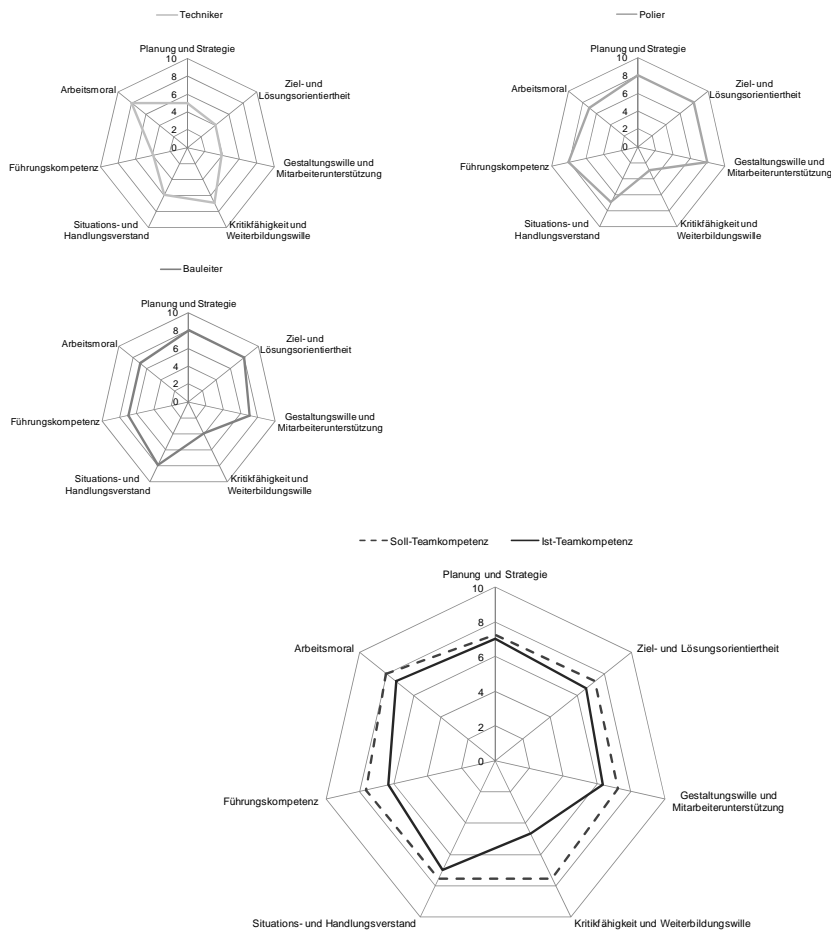 Techniker
Planung und Strategie
10
8
6
4
2
0
Ziel- und
Lösungsorientiertheit
Gestaltungswille und
Mitarbeiterunterstützung
Kritikfähigkeit und
Weiterbildungswille
Situations- und
Handlungsverstand
Führungskompetenz
Arbeitsmoral
Polier
Planung und Strategie
10
8
6
4
2
0
Ziel- und
Lösungsorientiertheit
Gestaltungswille und
Mitarbeiterunterstützung
Kritikfähigkeit und
Weiterbildungswille
Situations- und
Handlungsverstand
Führungskompetenz
Arbeitsmoral
Bauleiter
Planung und Strategie
10
8
6
4
2
0
Ziel- und
Lösungsorientiertheit
Gestaltungswille und
Mitarbeiterunterstützung
Kritikfähigkeit und
Weiterbildungswille
Situations- und
Handlungsverstand
Führungskompetenz
Arbeitsmoral
Soll-Teamkompetenz
Ist-Teamkompetenz
Planung und Strategie
10
8
6
4
2
0
Ziel- und Lösungsorientiertheit
Gestaltungswille und
Mitarbeiterunterstützung
Kritikfähigkeit und Weiterbildungswille
Situations- und Handlungsverstand
Führungskompetenz
Arbeitsmoral